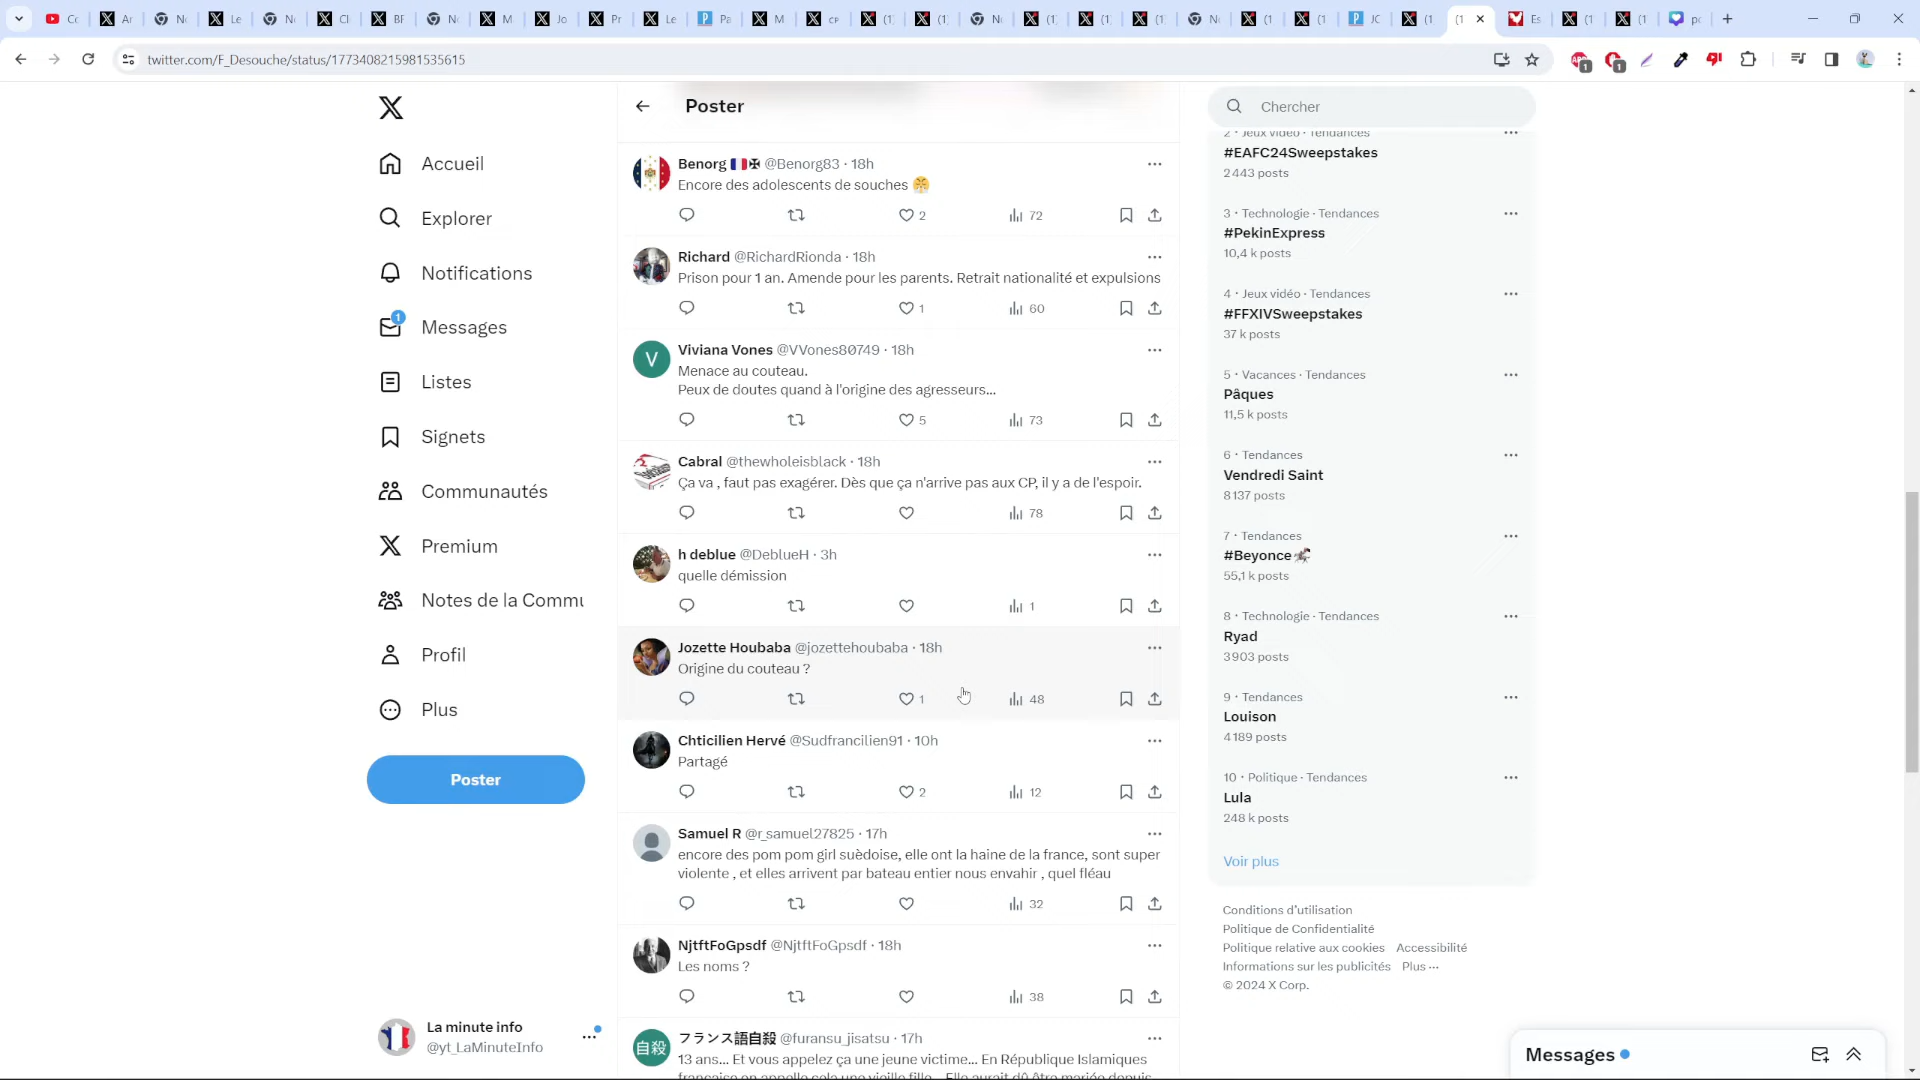 twitter.com/F_Desouche/status/1773408215981535615
1
1
Poster
Chercher
Accueil
Explorer
Notifications
1
Messages
Listes
Signets
Communautés
Premium
Notes de la Commu
Profil
Plus
Poster
La minute info
@yt_LaMinuteInfo
Benorg @Benorg83 · 18h
Encore des adolescents de souches
2 72
Richard @RichardRionda · 18h
Prison pour 1 an. Amende pour les parents. Retrait nationalité et expulsions
1 60
V
Viviana Vones @VVones80749 · 18h
Menace au couteau.
Peux de doutes quand à l'origine des agresseurs...
5 73
Cabral @thewholeisblack · 18h
Ça va , faut pas exagérer. Dès que ça n'arrive pas aux CP, il y a de l'espoir.
78
h deblue @DeblueH · 3h
quelle démission
1
Jozette Houbaba @jozettehoubaba · 18h
Origine du couteau ?
1 48
Chticilien Hervé @Sudfrancilien91 · 10h
Partagé
2 12
Samuel R @r_samuel27825 · 17h
encore des pom pom girl suèdoise, elle ont la haine de la france, sont super
violente , et elles arrivent par bateau entier nous envahir , quel fléau
32
NjtftFoGpsdf @NjtftFoGpsdf · 18h
Les noms ?
38
自殺
フランス語自殺 @furansu_jisatsu · 17h
13 ans... Et vous appelez ça une jeune victime... En République Islamiques
2 · Jeux vidéo · Tendances
#EAFC24Sweepstakes
2 443 posts
3 · Technologie · Tendances
#PekinExpress
10,4 k posts
4 · Jeux vidéo · Tendances
#FFXIVSweepstakes
37 k posts
5 · Vacances · Tendances
Pâques
11,5 k posts
6 · Tendances
Vendredi Saint
8 137 posts
7 · Tendances
#Beyonce
55,1 k posts
8 · Technologie · Tendances
Ryad
3 903 posts
9 · Tendances
Louison
4 189 posts
10 · Politique · Tendances
Lula
248 k posts
Voir plus
Conditions d'utilisation
Politique de Confidentialité
Politique relative aux cookies Accessibilité
Informations sur les publicités Plus ···
© 2024 X Corp.
Messages